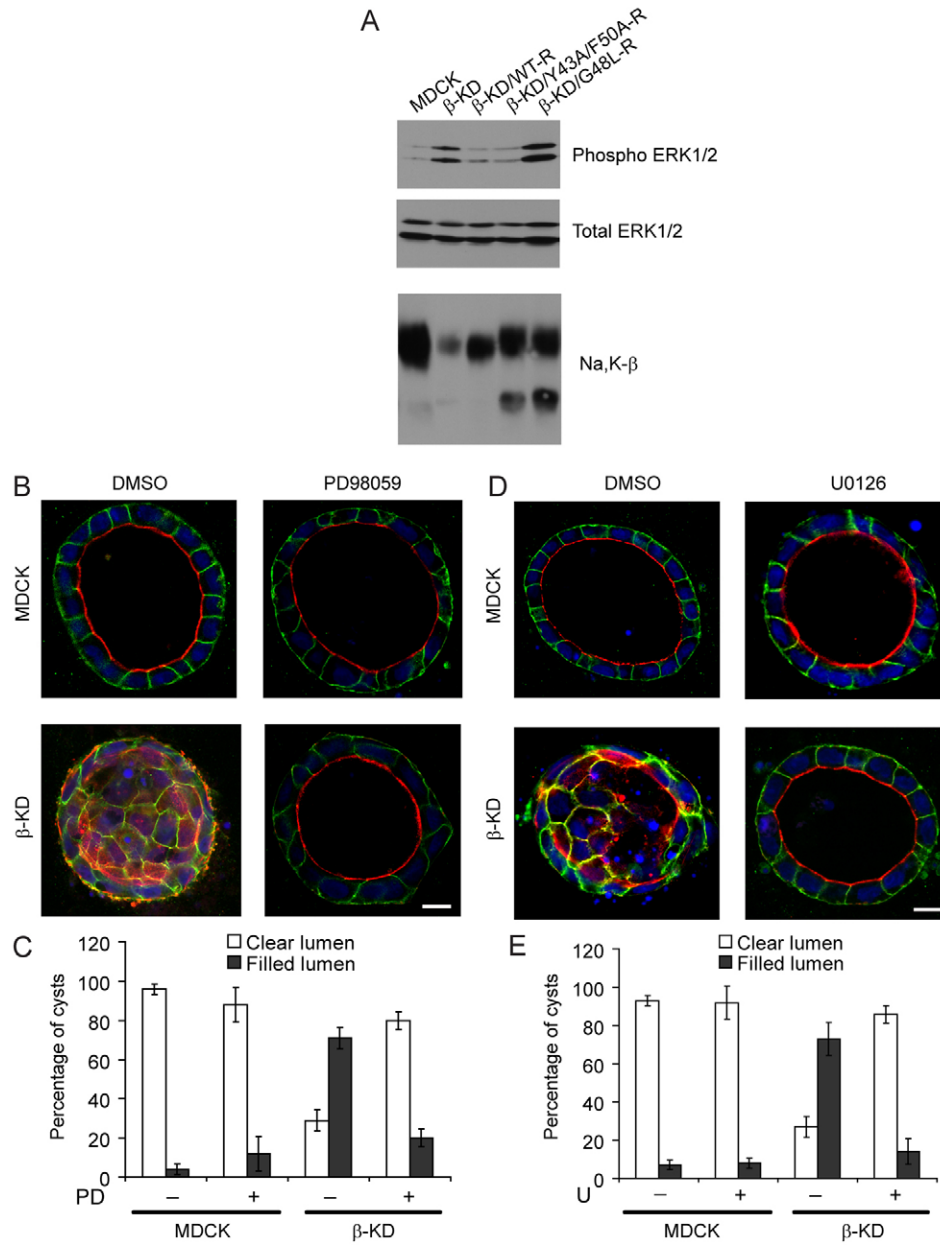 A
MDCK
β-KD
β-KD/WT-R
β-KD/Y43A/F50A-R
β-KD/G48L-R
Phospho ERK1/2
Total ERK1/2
Na,K-β
B
DMSO
PD98059
MDCK
β-KD
D
DMSO
U0126
MDCK
β-KD
C
Clear lumen
Filled lumen
Percentage of cysts
120
100
80
60
40
20
0
PD – + – +
MDCK β-KD
E
Clear lumen
Filled lumen
Percentage of cysts
120
100
80
60
40
20
0
U – + – +
MDCK β-KD